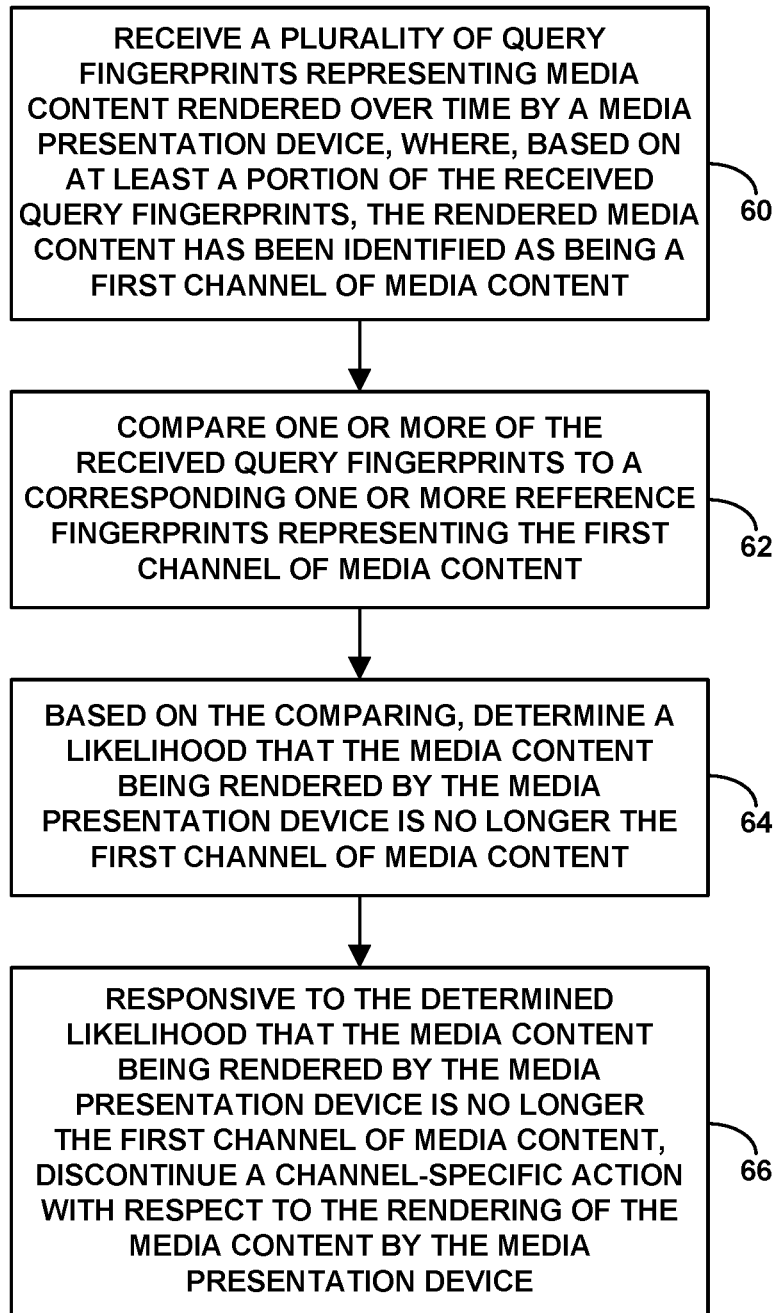 RECEIVE A PLURALITY OF QUERY
FINGERPRINTS REPRESENTING MEDIA
CONTENT RENDERED OVER TIME BY A MEDIA
PRESENTATION DEVICE, WHERE, BASED ON
AT LEAST A PORTION OF THE RECEIVED
QUERY FINGERPRINTS, THE RENDERED MEDIA
CONTENT HAS BEEN IDENTIFIED AS BEING A
FIRST CHANNEL OF MEDIA CONTENT
60
COMPARE ONE OR MORE OF THE
RECEIVED QUERY FINGERPRINTS TO A
CORRESPONDING ONE OR MORE REFERENCE
FINGERPRINTS REPRESENTING THE FIRST
CHANNEL OF MEDIA CONTENT
62
BASED ON THE COMPARING, DETERMINE A
LIKELIHOOD THAT THE MEDIA CONTENT
BEING RENDERED BY THE MEDIA
PRESENTATION DEVICE IS NO LONGER THE
FIRST CHANNEL OF MEDIA CONTENT
64
RESPONSIVE TO THE DETERMINED
LIKELIHOOD THAT THE MEDIA CONTENT
BEING RENDERED BY THE MEDIA
PRESENTATION DEVICE IS NO LONGER
THE FIRST CHANNEL OF MEDIA CONTENT,
DISCONTINUE A CHANNEL-SPECIFIC ACTION
WITH RESPECT TO THE RENDERING OF THE
MEDIA CONTENT BY THE MEDIA
PRESENTATION DEVICE
66